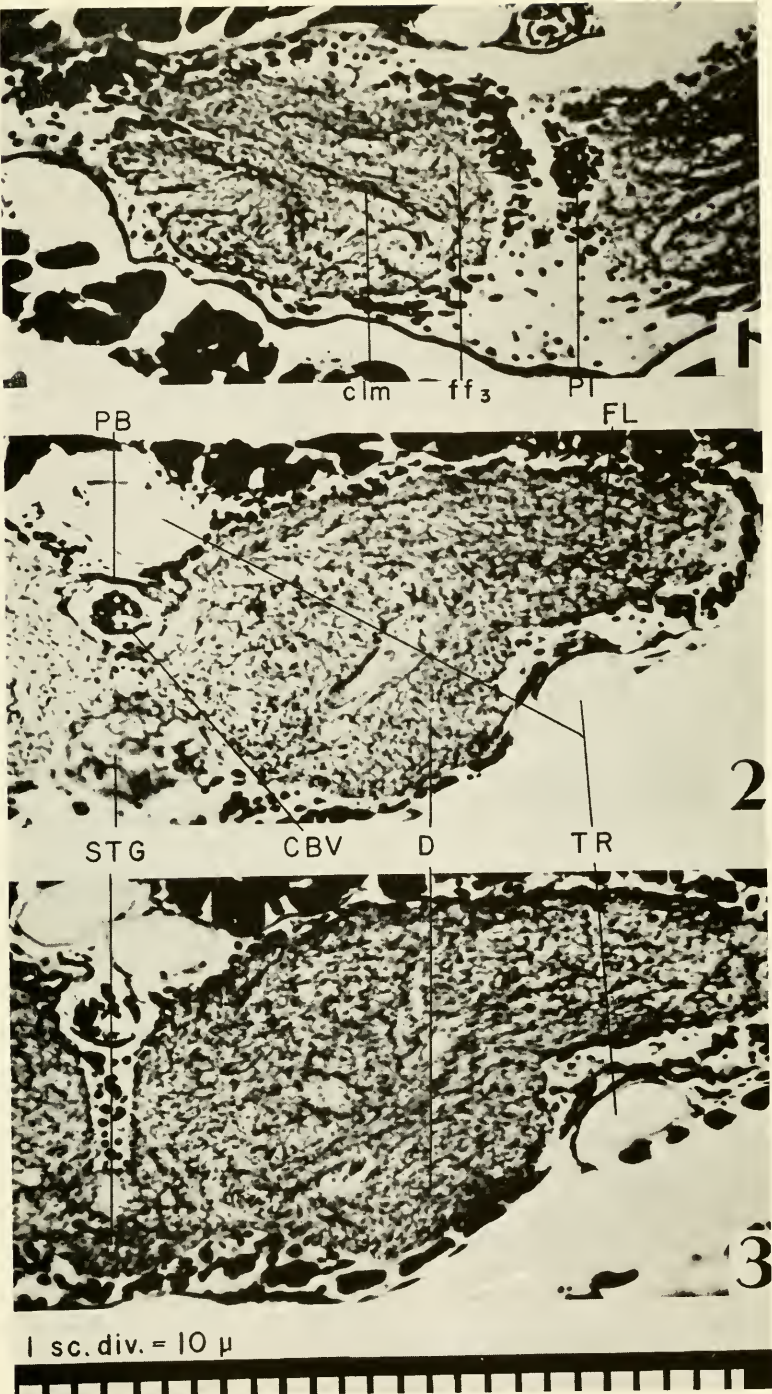 1
clm ff₃ PI
PB FL
2
STG CBV D TR
3
1 sc. div. = 10 μ